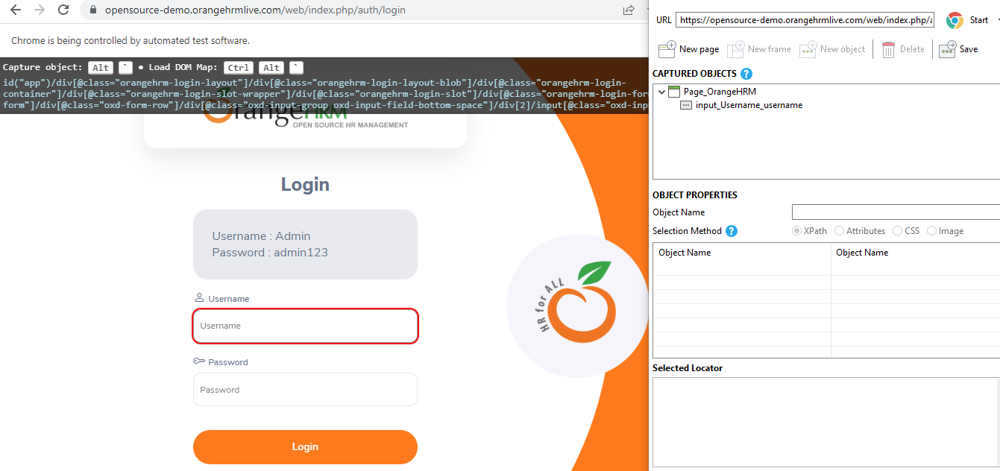 opensource-demo.orangehrmlive.com/web/index.php/auth/login
Chrome is being controlled by automated test software.
Capture object: Alt ` ● Load DOM Map: Ctrl Alt `
id("app")/div[@class="orangehrm-login-layout"]/div[@class="orangehrm-login-layout-blob"]/div[@class="orangehrm-login-
container"]/div[@class="orangehrm-login-slot-wrapper"]/div[@class="orangehrm-login-slot"]/div[@class="orangehrm-login-for
form"]/div[@class="oxd-form-row"]/div[@class="oxd-input-group oxd-input-field-bottom-space"]/div[2]/input[@class="oxd-inpu
OrangeHRM
OPEN SOURCE HR MANAGEMENT
Login
Username : Admin
Password : admin123
Username
Username
Password
Password
Login
HR for ALL
URL https://opensource-demo.orangehrmlive.com/web/index.php/a Start
New page New frame New object Delete Save
CAPTURED OBJECTS ?
Page_OrangeHRM
input_Username_username
OBJECT PROPERTIES
Object Name
Selection Method ? XPath Attributes CSS Image
Object Name Object Name
Selected Locator